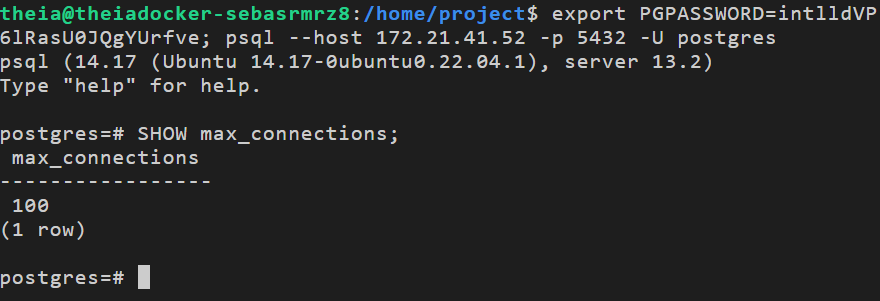 theia@theiadocker-sebasrmrz8:/home/project$ export PGPASSWORD=intlldVP
6lRasU0JQgYUrfve; psql --host 172.21.41.52 -p 5432 -U postgres
psql (14.17 (Ubuntu 14.17-0ubuntu0.22.04.1), server 13.2)
Type "help" for help.
postgres=# SHOW max_connections;
max_connections
-----------------
100
(1 row)
postgres=#